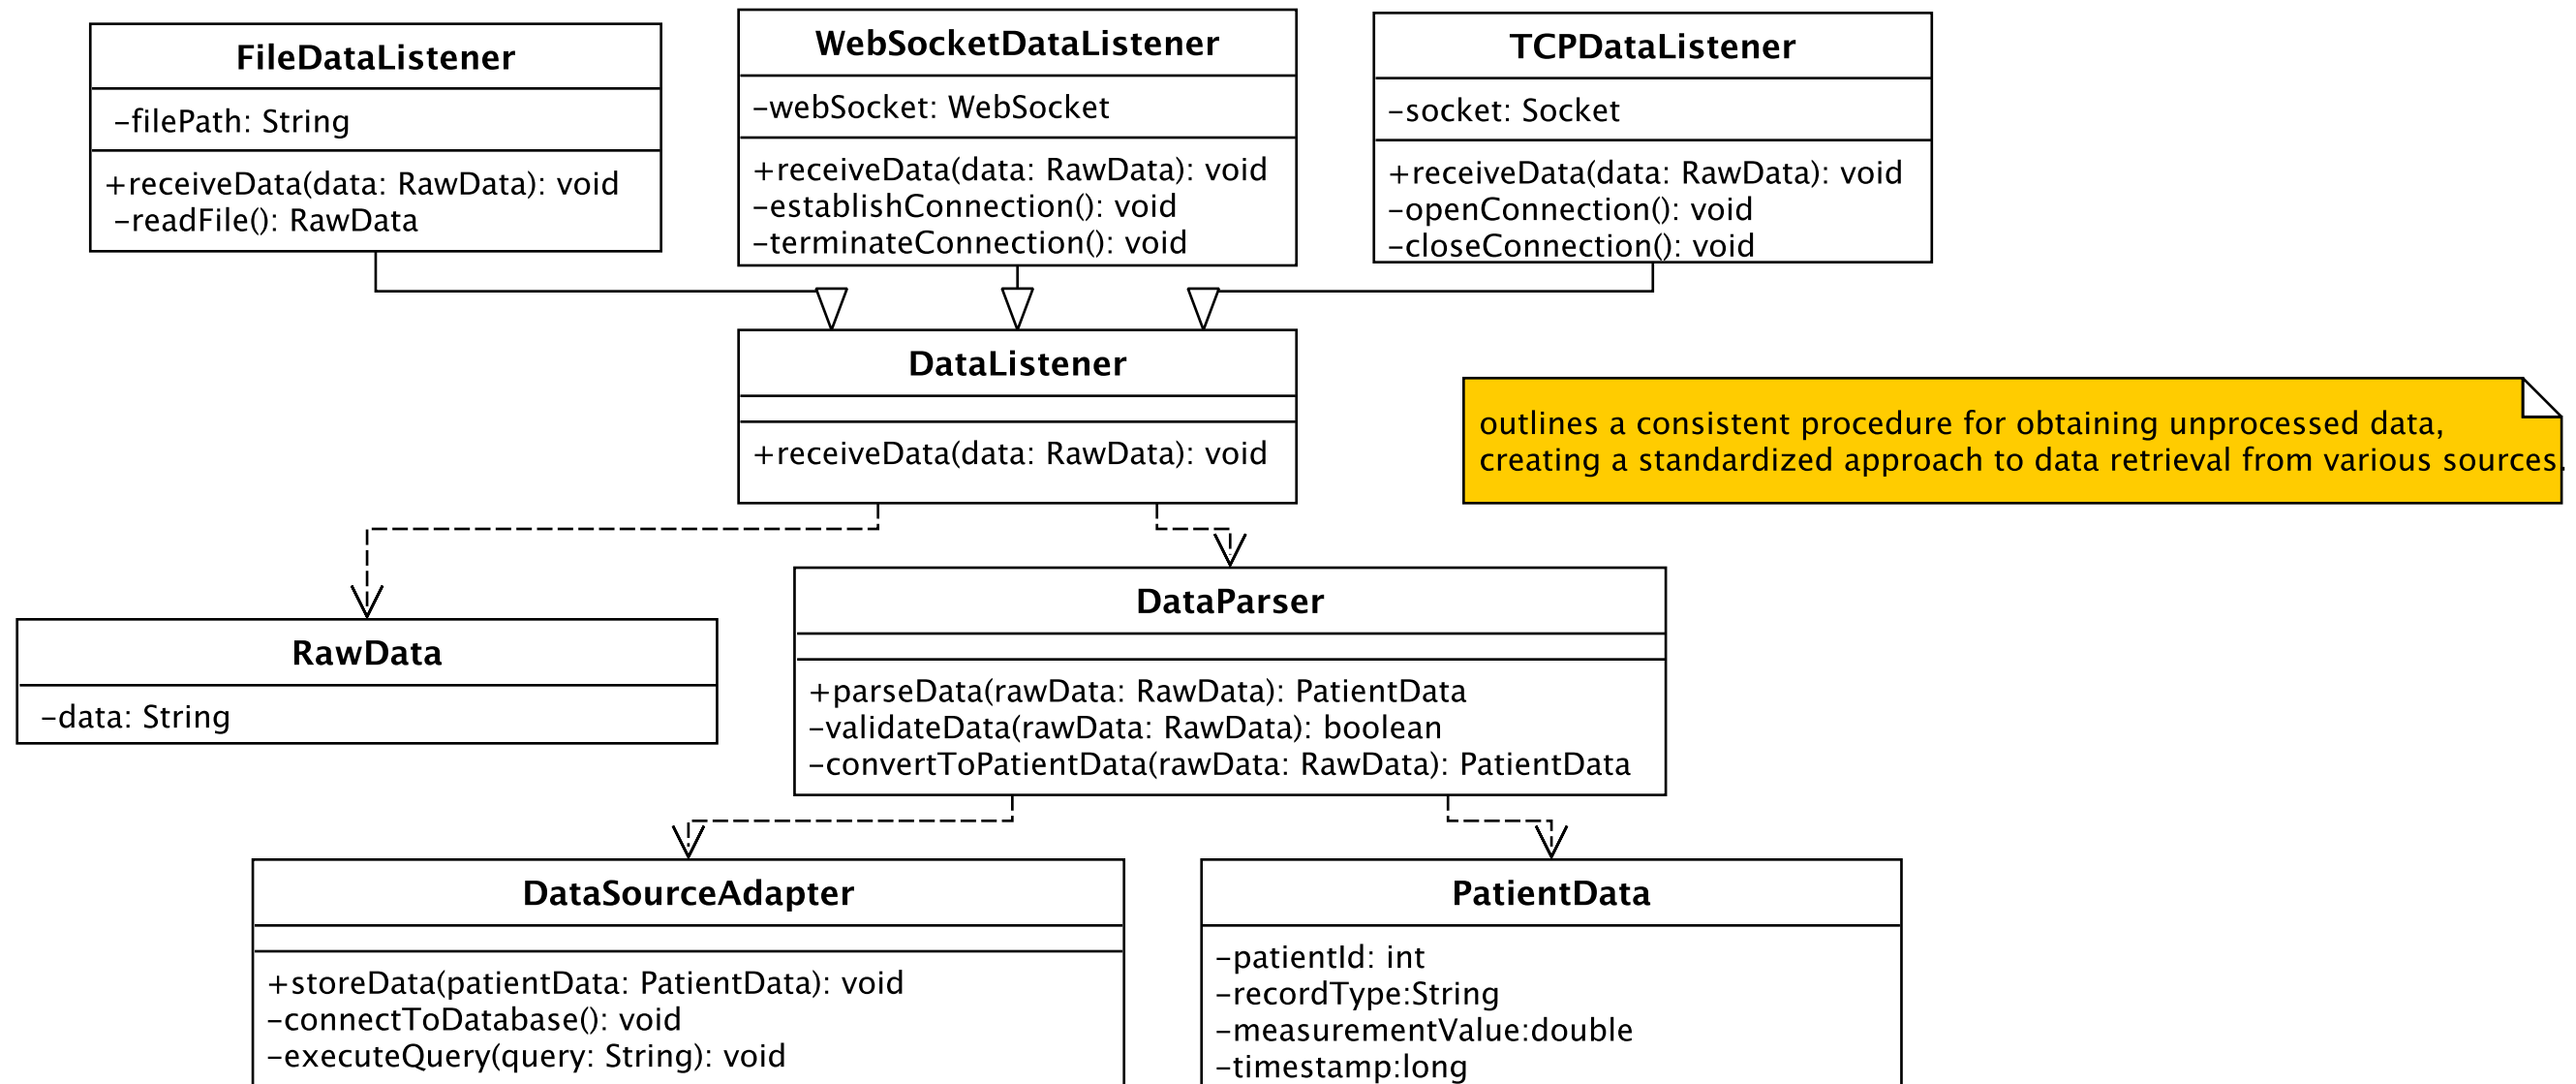 FileDataListener
-filePath: String
+receiveData(data: RawData): void
-readFile(): RawData
WebSocketDataListener
-webSocket: WebSocket
+receiveData(data: RawData): void
-establishConnection(): void
-terminateConnection(): void
TCPDataListener
-socket: Socket
+receiveData(data: RawData): void
-openConnection(): void
-closeConnection(): void
DataListener
+receiveData(data: RawData): void
outlines a consistent procedure for obtaining unprocessed data,
creating a standardized approach to data retrieval from various sources.
RawData
-data: String
DataParser
+parseData(rawData: RawData): PatientData
-validateData(rawData: RawData): boolean
-convertToPatientData(rawData: RawData): PatientData
DataSourceAdapter
+storeData(patientData: PatientData): void
-connectToDatabase(): void
-executeQuery(query: String): void
PatientData
-patientId: int
-recordType:String
-measurementValue:double
-timestamp:long